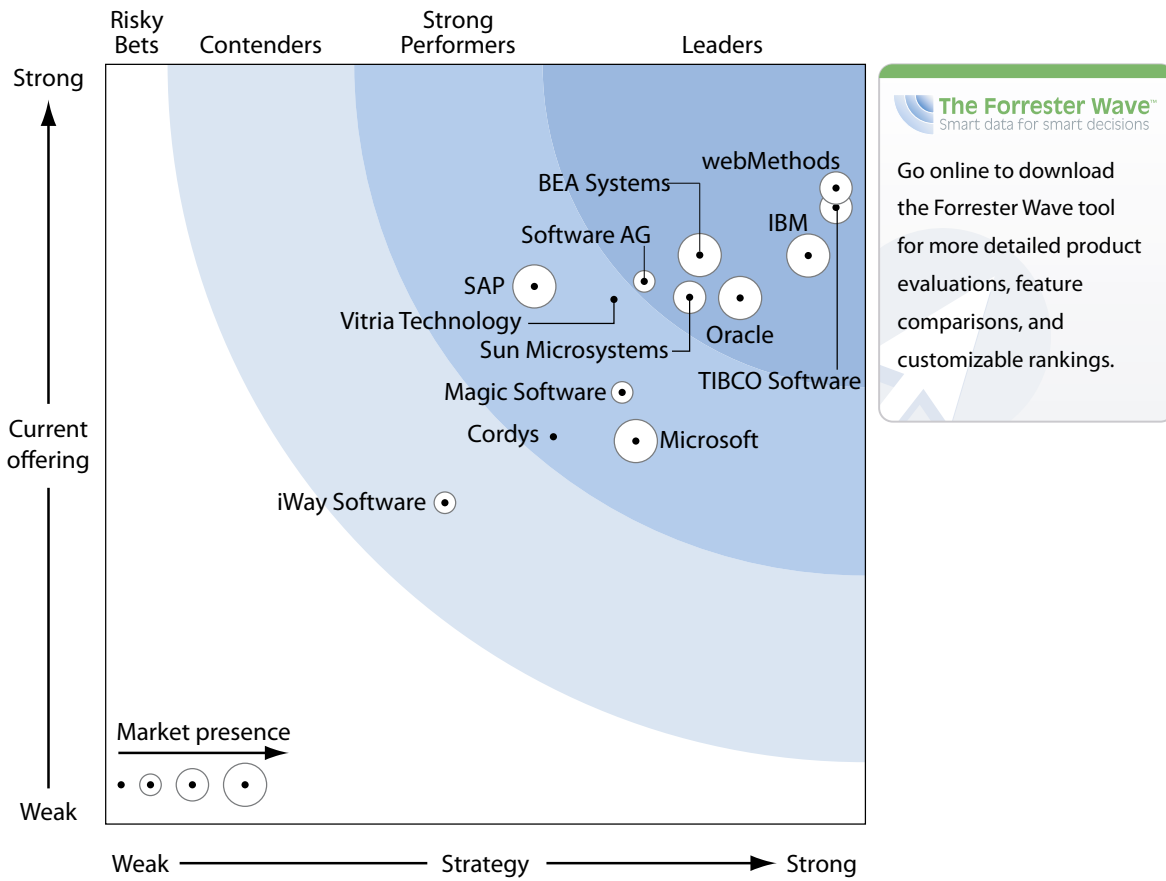 Risky
Bets
Contenders
Strong
Performers
Leaders
Strong
Current
offering
Weak
webMethods
BEA Systems
IBM
Software AG
SAP
Vitria Technology
Oracle
Sun Microsystems
TIBCO Software
Magic Software
Cordys
Microsoft
iWay Software
Market presence
Weak
Strategy
Strong
The Forrester Wave™
Smart data for smart decisions
Go online to download
the Forrester Wave tool
for more detailed product
evaluations, feature
comparisons, and
customizable rankings.